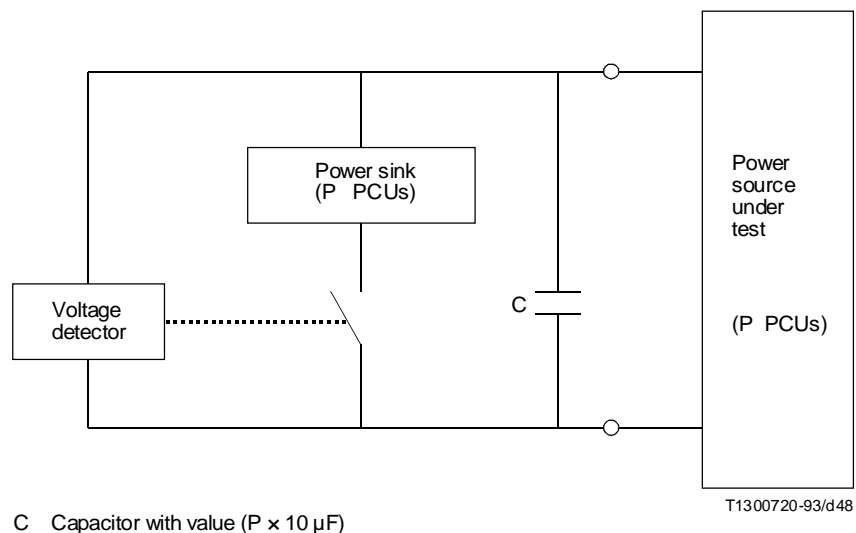 Power sink
(P PCUs)
Power
source
under
test
(P PCUs)
Voltage
detector
C
T1300720-93/d48
C Capacitor with value (P × 10 µF)